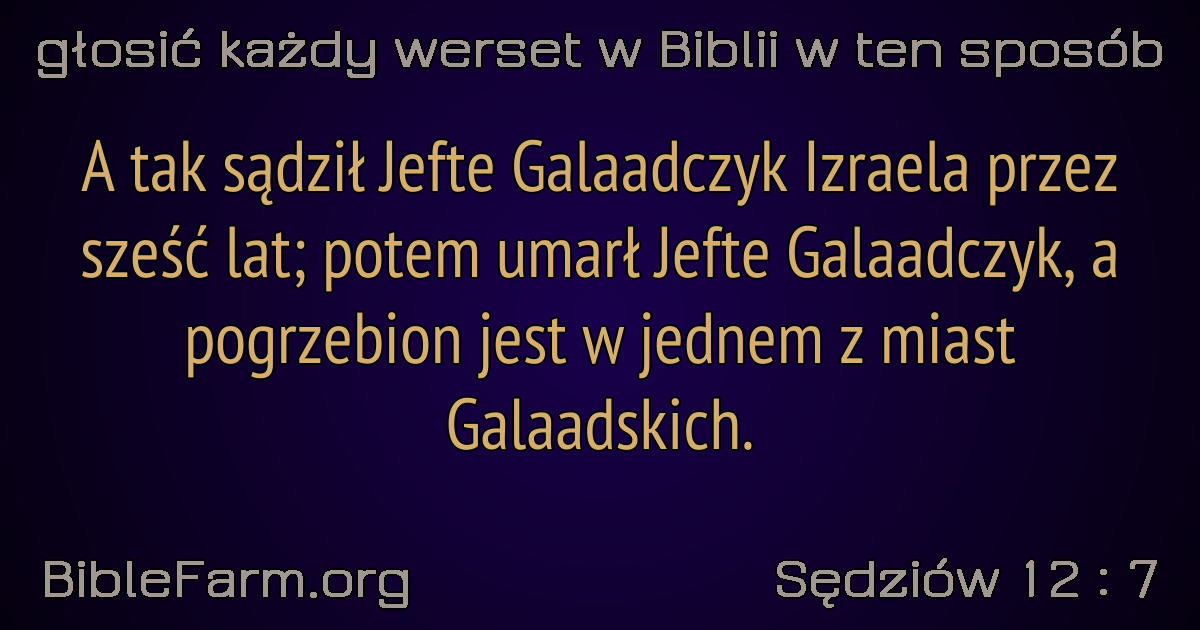 głosić każdy werset w Biblii w ten sposób
A tak sądził Jefte Galaadczyk Izraela przez
sześć lat; potem umarł Jefte Galaadczyk, a
pogrzebion jest w jednem z miast
Galaadskich.
BibleFarm.org
Sędziów 12 : 7